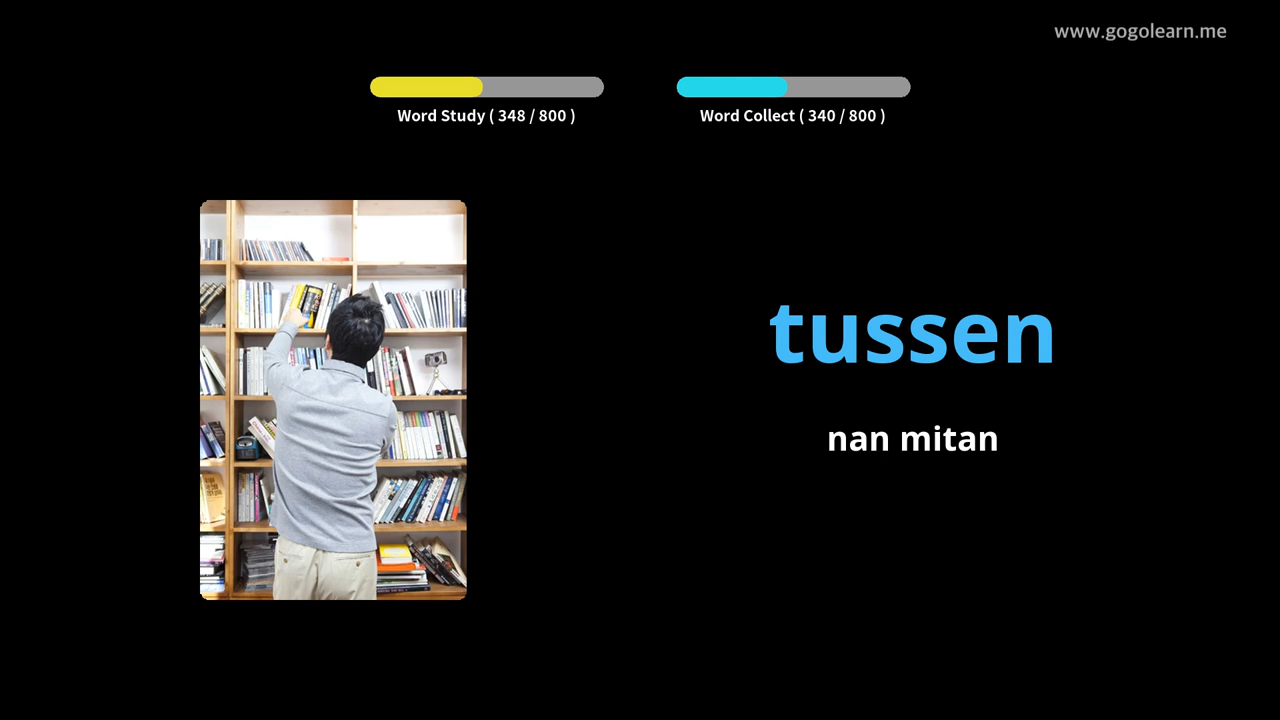 www.gogolearn.me
Word Study ( 348 / 800 )
Word Collect ( 340 / 800 )
tussen
nan mitan